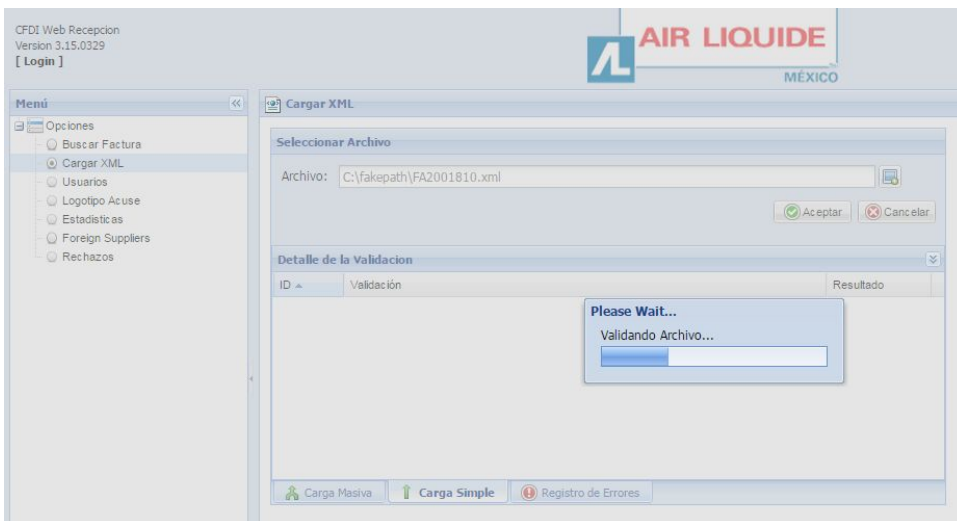 CFDI Web Recepcion
Version 3.15.0329
[ Login ]
AIR LIQUIDE
MÉXICO
Menú
Opciones
Buscar Factura
Cargar XML
Usuarios
Logotipo Acuse
Estadisticas
Foreign Suppliers
Rechazos
Cargar XML
Seleccionar Archivo
Archivo: C:\fakepath\FA2001810.xml
Aceptar Cancelar
Detalle de la Validacion
ID Validación Resultado
Please Wait...
Validando Archivo...
Carga Masiva Carga Simple Registro de Errores